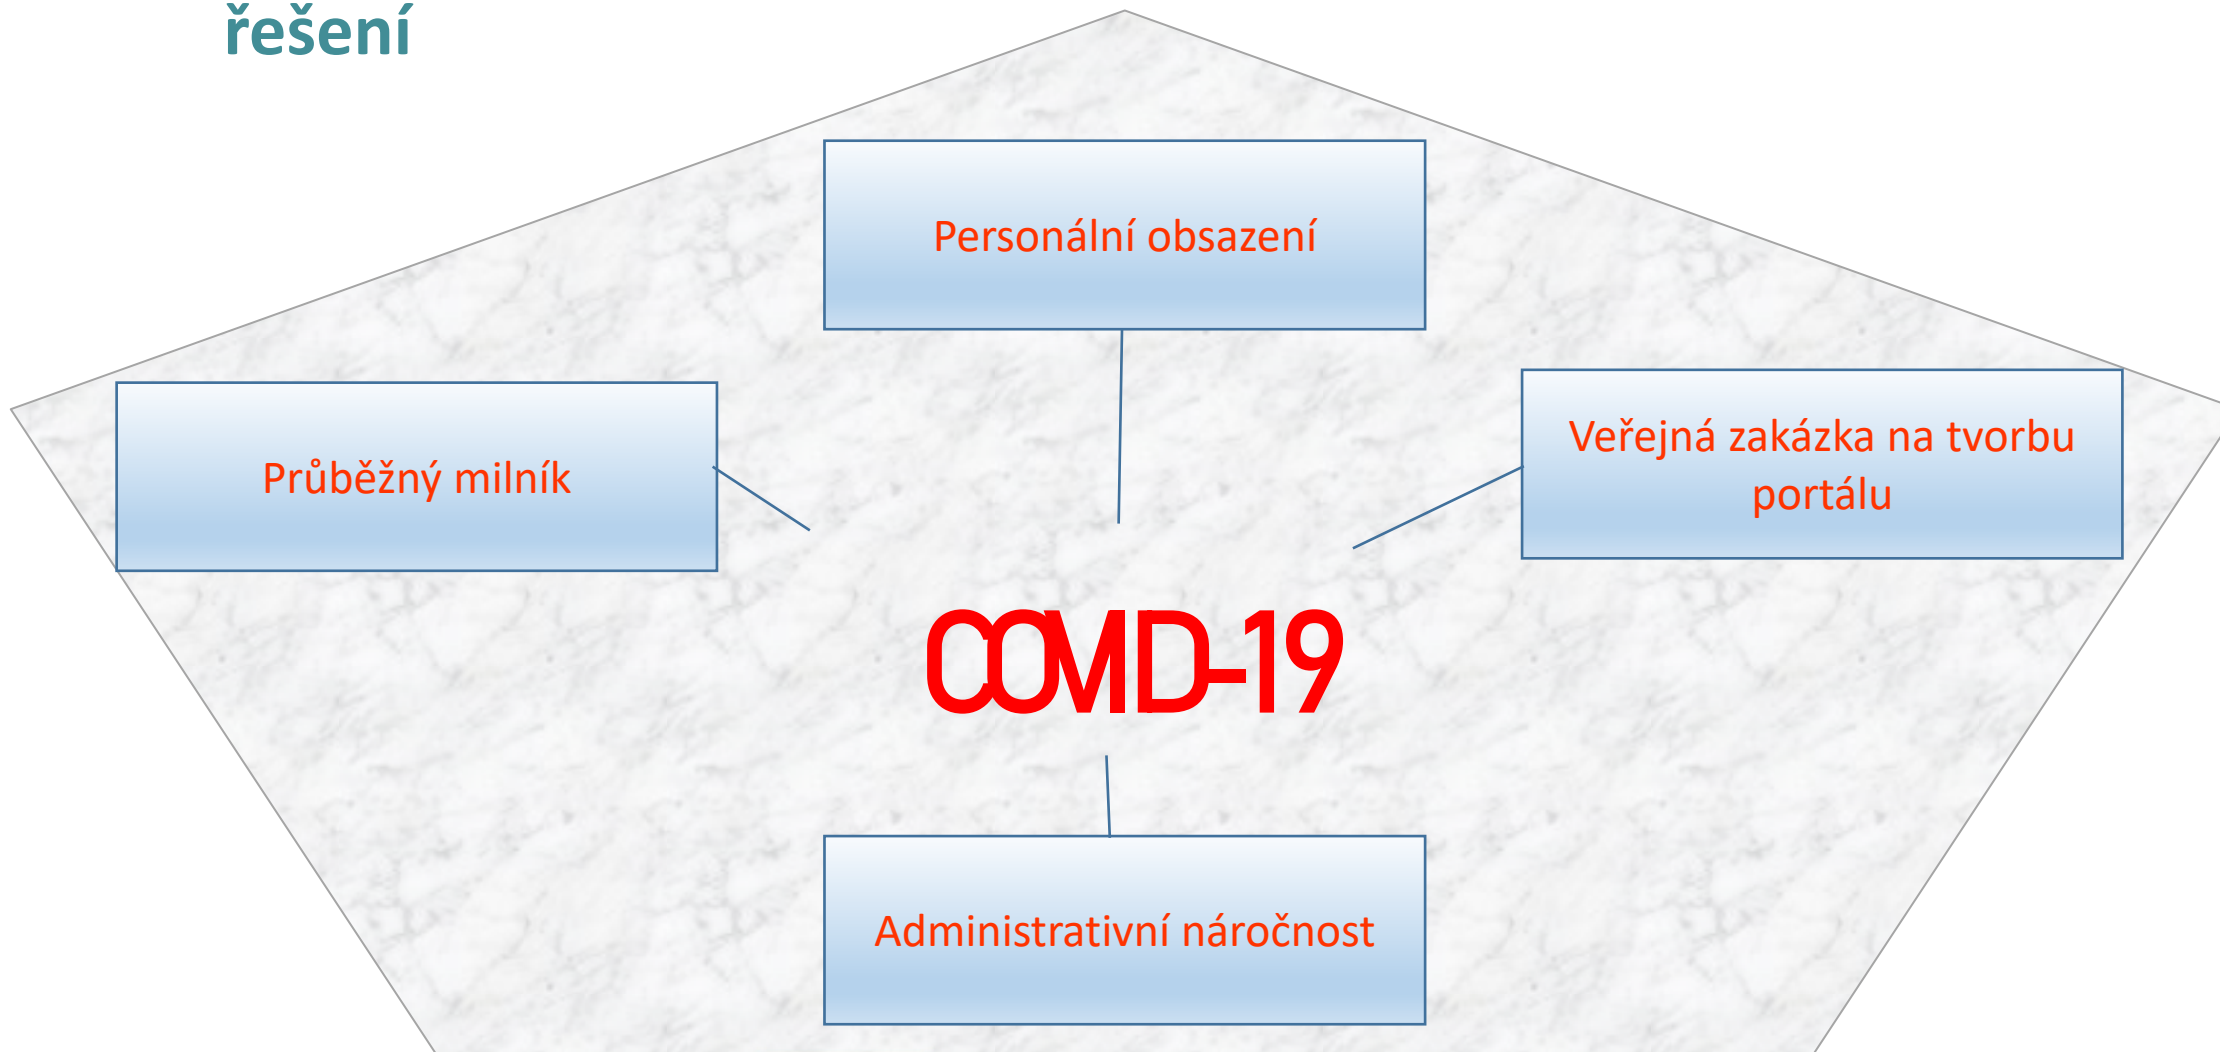 řešení
Personální obsazení
Průběžný milník
Veřejná zakázka na tvorbu
portálu
COVID-19
Administrativní náročnost